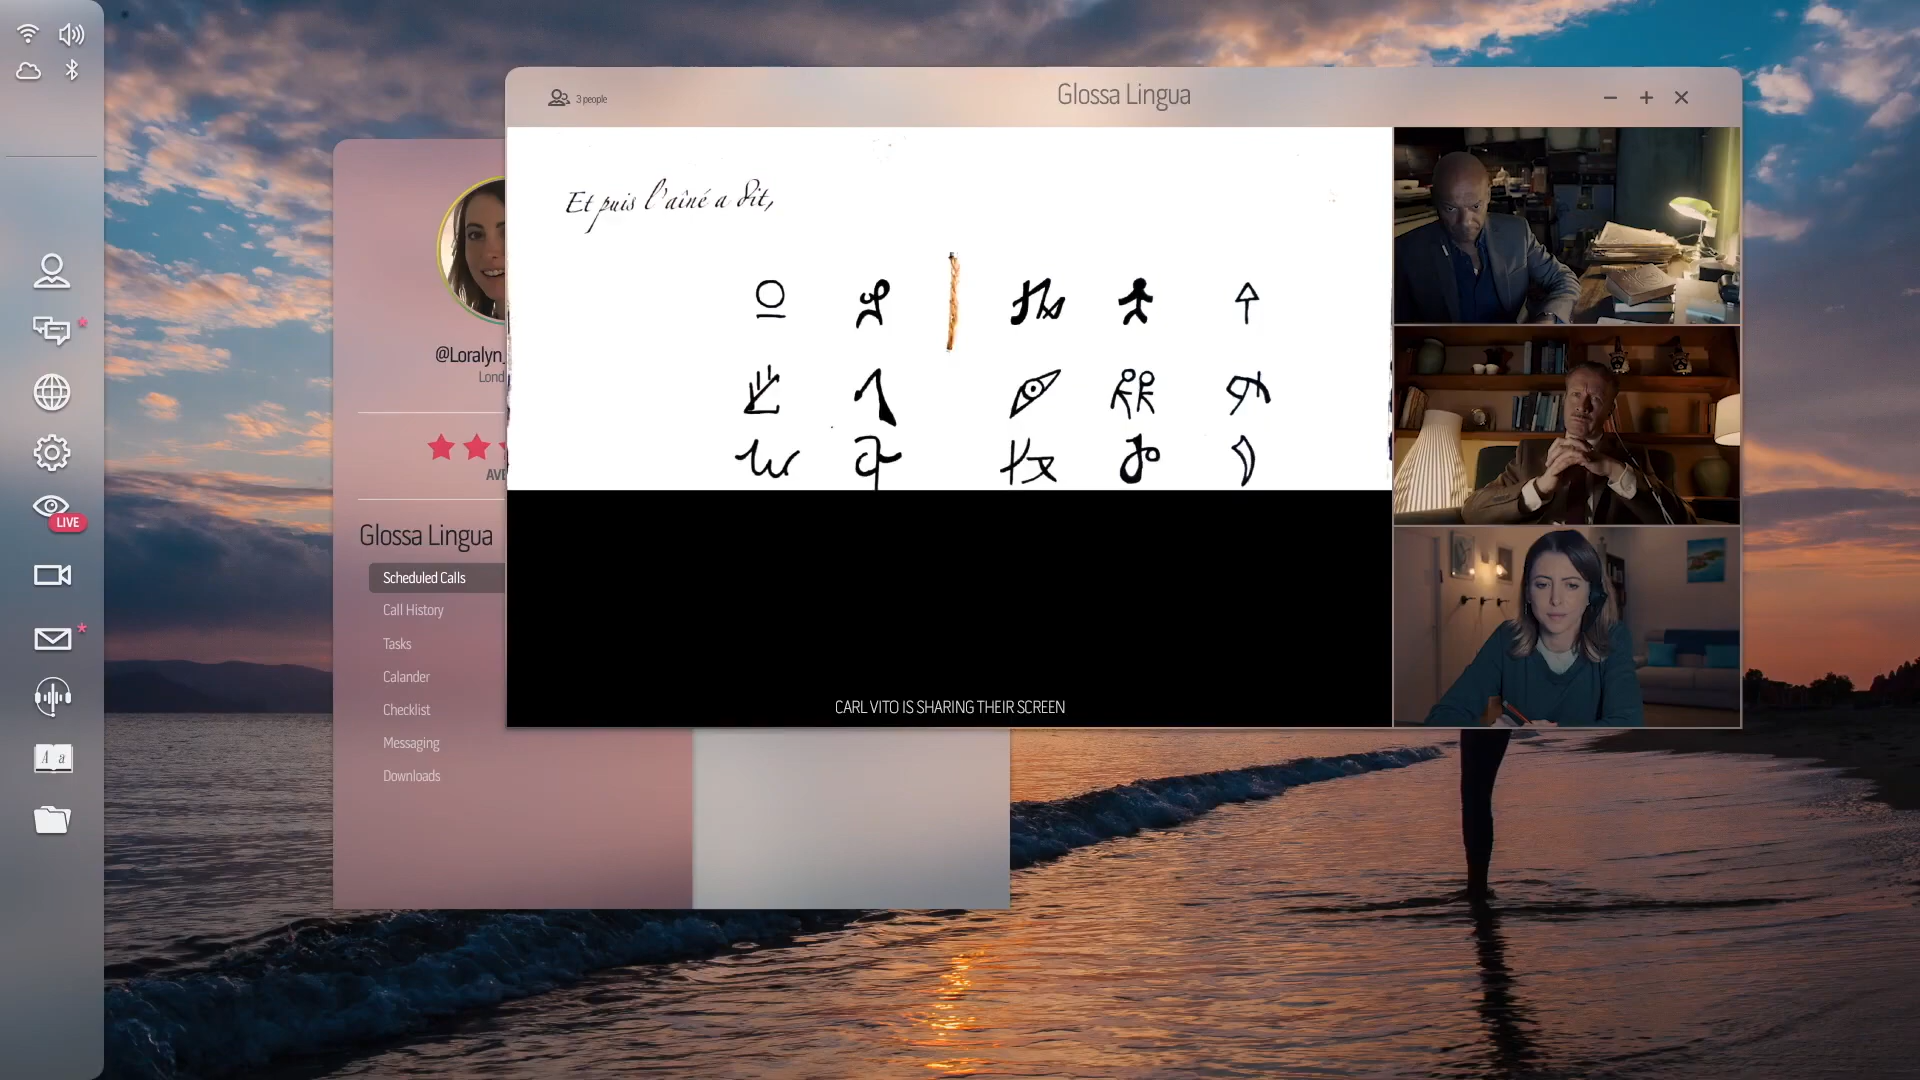 3 people
Glossa Lingua
Et puis l'aîné a dit,
@Loralyn_
Lond
AVE
LIVE
Glossa Lingua
Scheduled Calls
Call History
Tasks
Calander
Checklist
Messaging
Downloads
A a
CARL VITO IS SHARING THEIR SCREEN